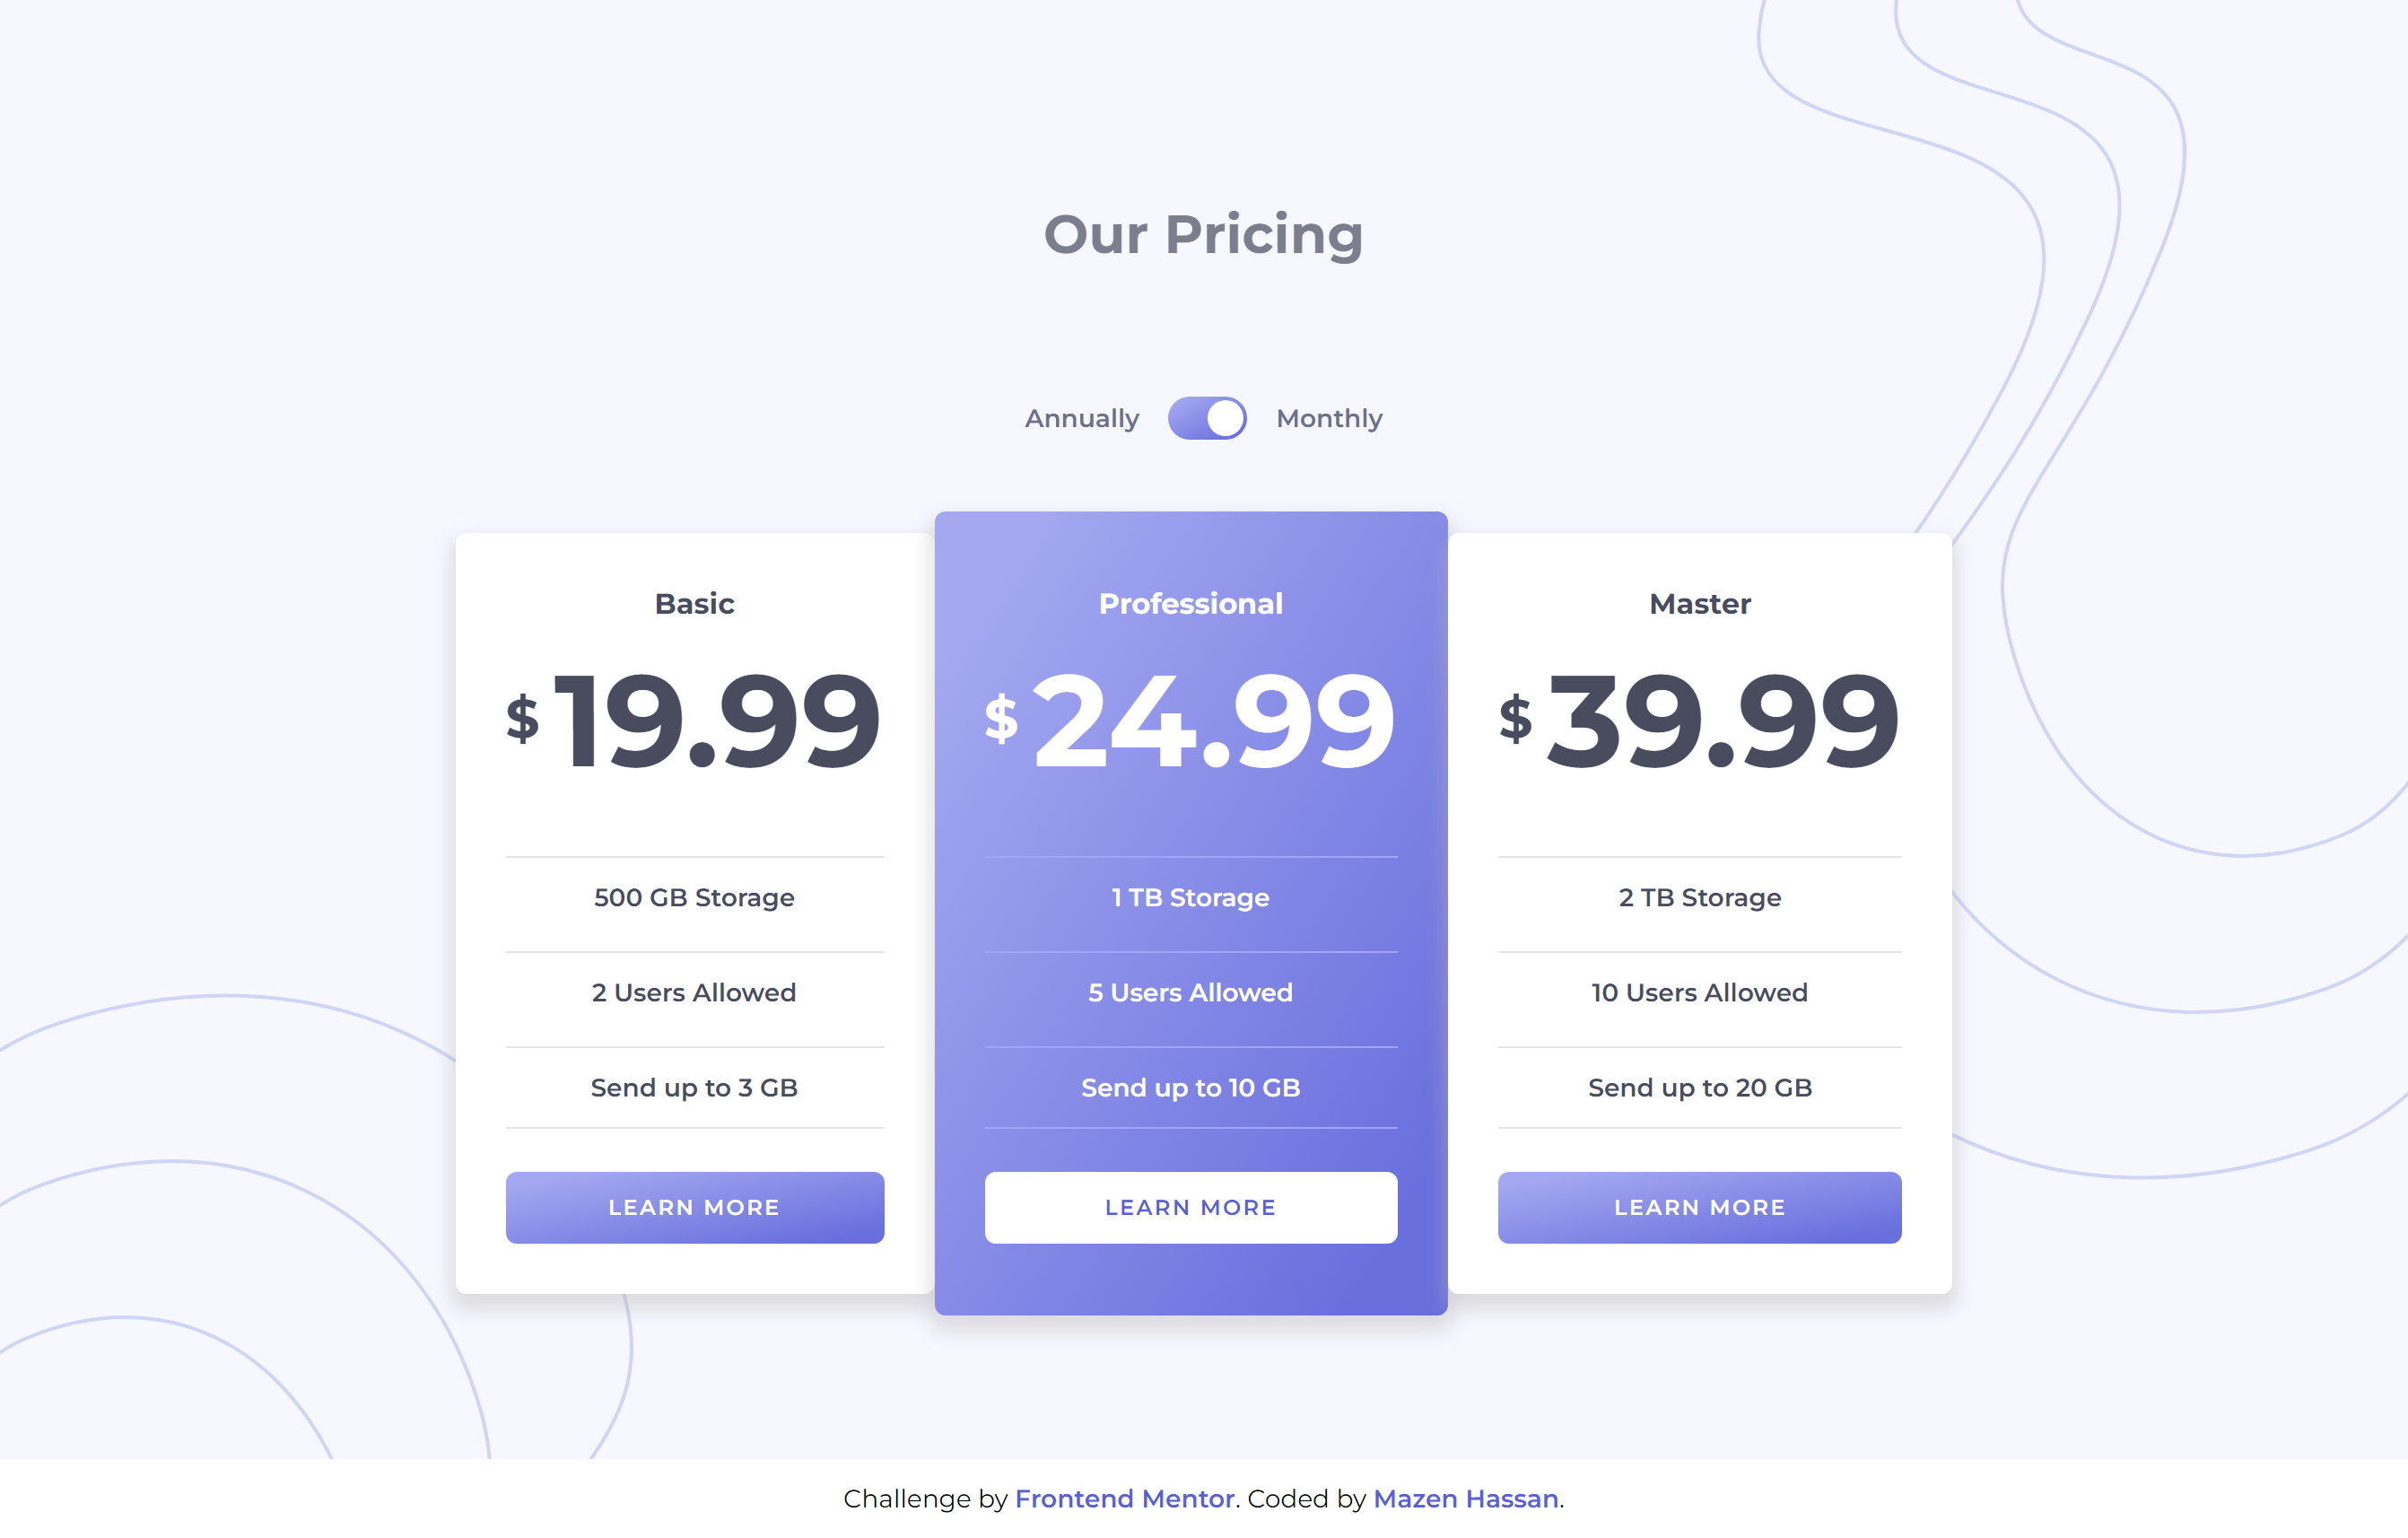 Our Pricing
Annually Monthly
Basic
$19.99
500 GB Storage
2 Users Allowed
Send up to 3 GB
LEARN MORE
Professional
$24.99
1 TB Storage
5 Users Allowed
Send up to 10 GB
LEARN MORE
Master
$39.99
2 TB Storage
10 Users Allowed
Send up to 20 GB
LEARN MORE
Challenge by Frontend Mentor. Coded by Mazen Hassan.